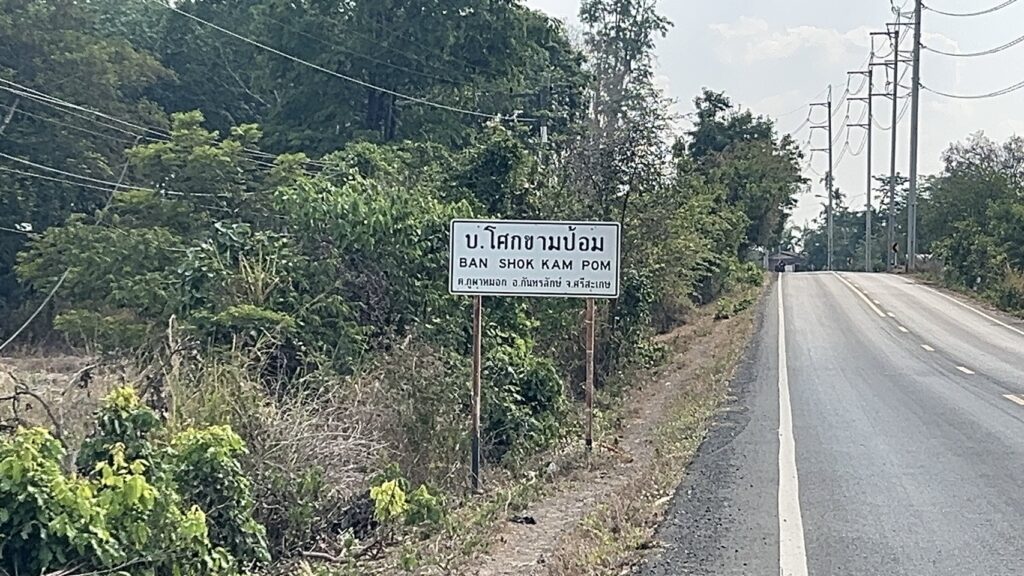 บ.โศกขามป้อม
BAN SHOK KAM POM
ต.ภูผาหมอก อ.กันทรลักษ์ จ.ศรีสะเกษ